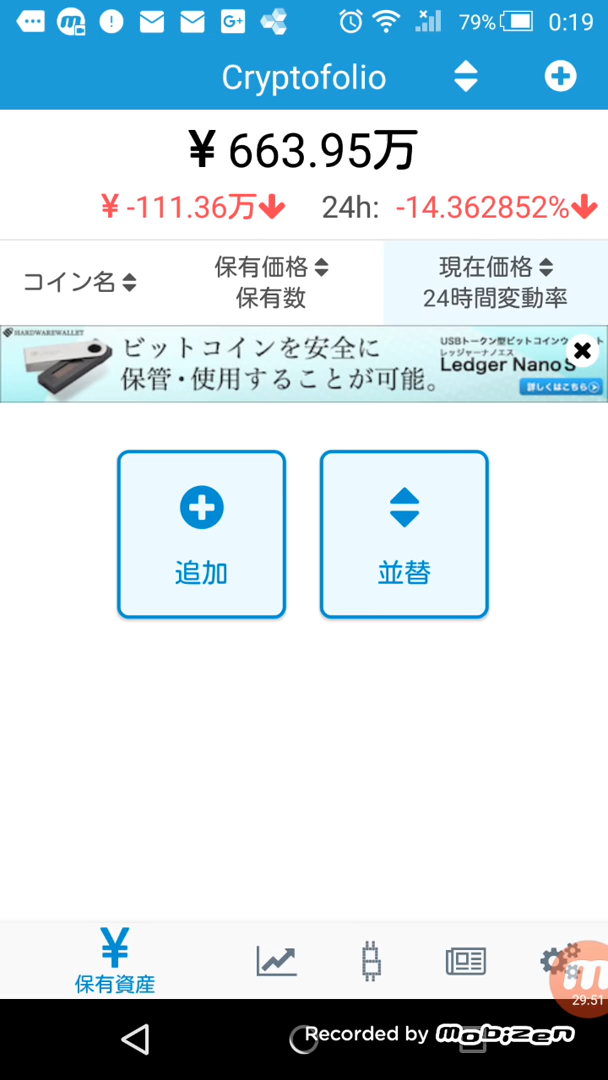 79% 0:19
Cryptofolio
¥ 663.95万
¥ -111.36万 24h: -14.362852%
コイン名
保有価格
保有数
現在価格
24時間変動率
HARDWAREWALLET
ビットコインを安全に
保管・使用することが可能。
USBトークン型ビットコインウ
レッジャーナノエス
Ledger Nano S
詳しくはこちら
追加
並替
¥
保有資産
29:51
Recorded by mobizen